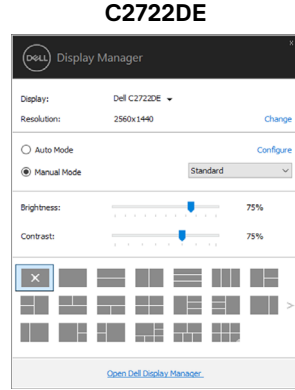 C2722DE
x
DELL Display Manager
Display: Dell C2722DE
Resolution: 2560x1440 Change
Auto Mode Configure
Manual Mode Standard
Brightness: 75%
Contrast: 75%
Open Dell Display Manager